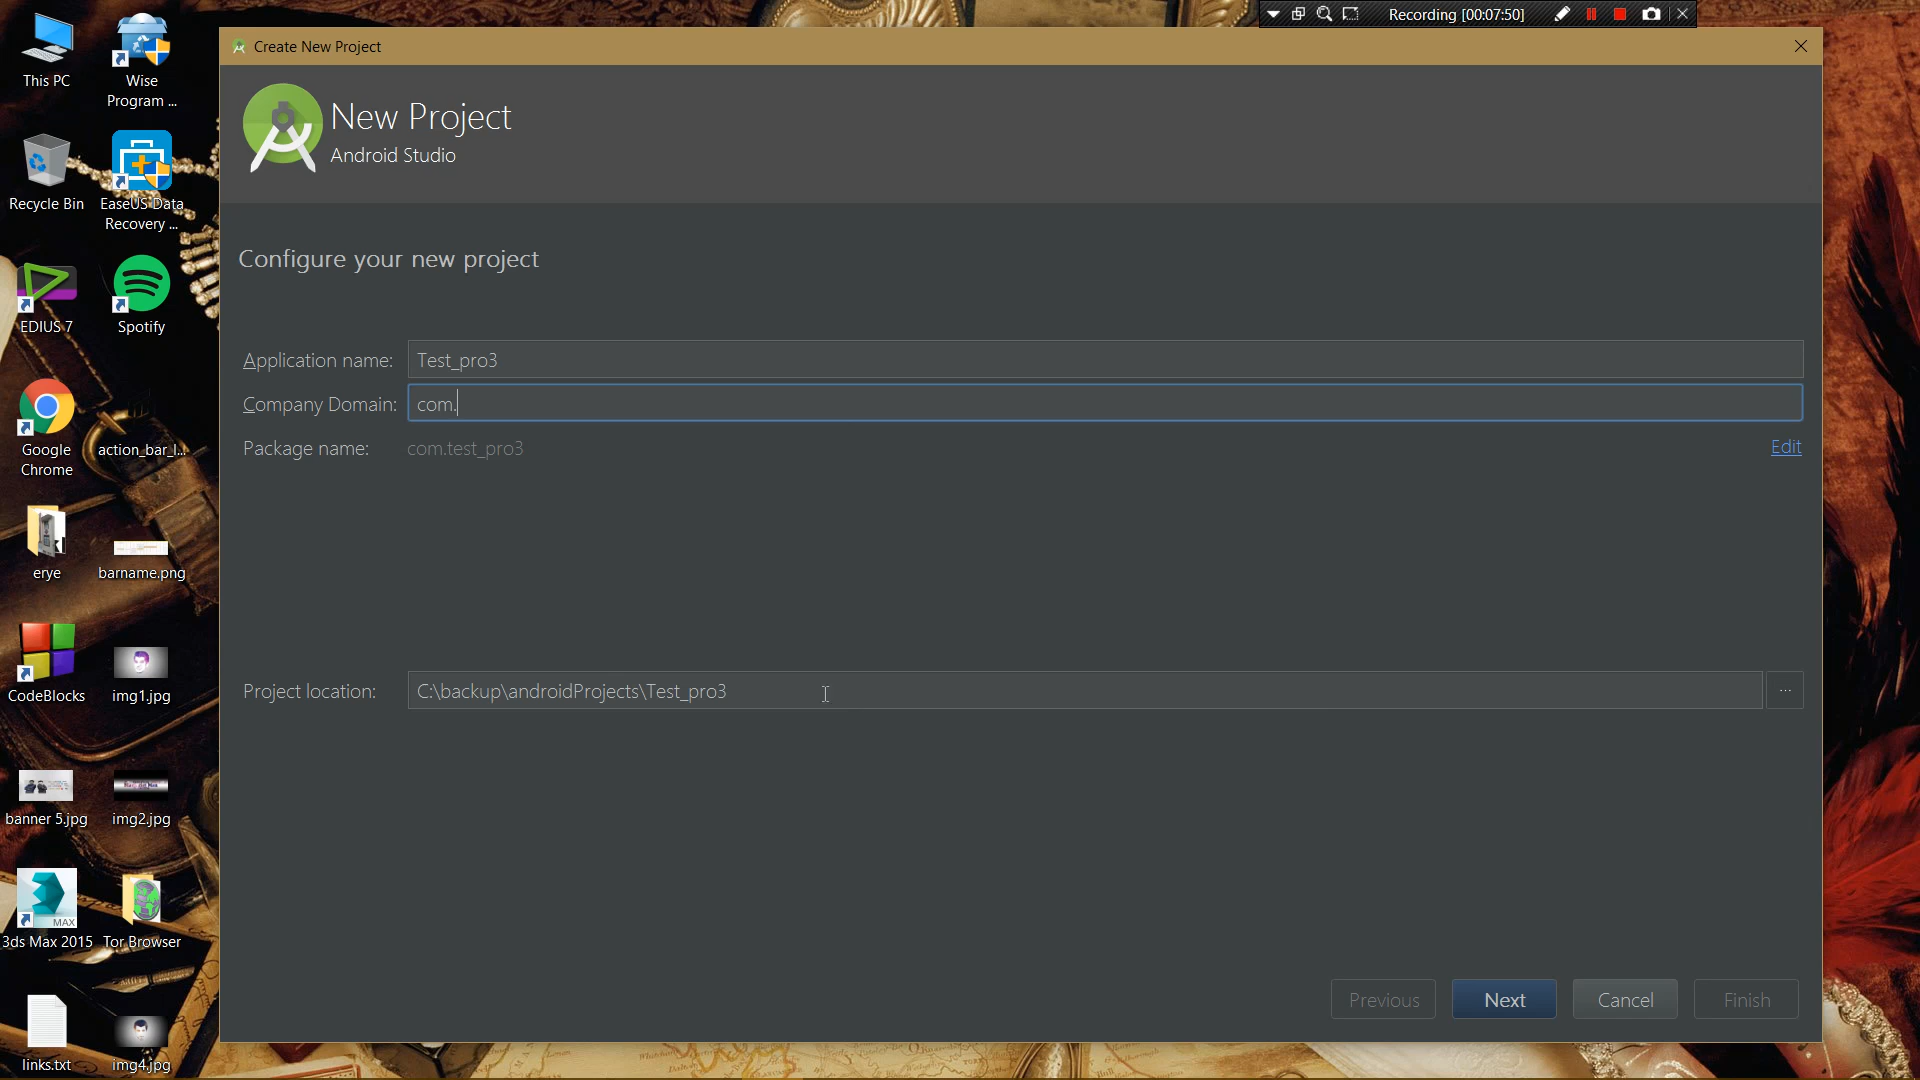 Recording [00:07:50]
Create New Project
New Project
Android Studio
Configure your new project
Application name: Test_pro3
Company Domain: com.
Package name: com.test_pro3
Edit
Project location: C:\backup\androidProjects\Test_pro3
...
Previous
Next
Cancel
Finish
This PC
Wise
Program ...
Recycle Bin
EaseUS Data
Recovery ...
EDIUS 7
Spotify
Google
Chrome
action_bar_l...
erye
barname.png
CodeBlocks
img1.jpg
banner 5.jpg
img2.jpg
MAX
3ds Max 2015
Tor Browser
links.txt
img4.jpg